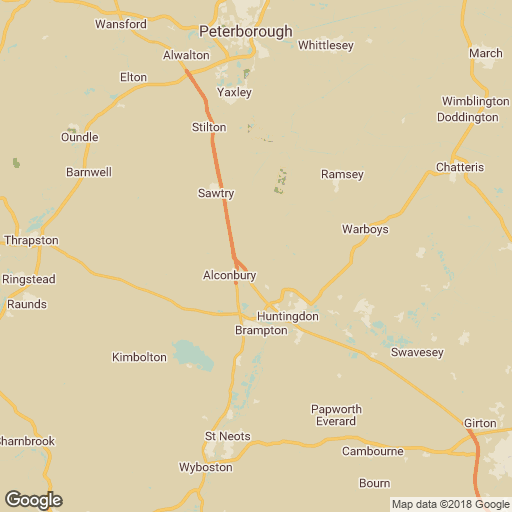 Wansford
Peterborough
Whittlesey
March
Alwalton
Elton
Yaxley
Wimblington
Doddington
Stilton
Oundle
Chatteris
Barnwell
Ramsey
Sawtry
Warboys
Thrapston
Alconbury
Ringstead
Raunds
Huntingdon
Brampton
Kimbolton
Swavesey
Papworth
Everard
Girton
St Neots
Sharnbrook
Cambourne
Wyboston
Bourn
Google
Map data ©2018 Google